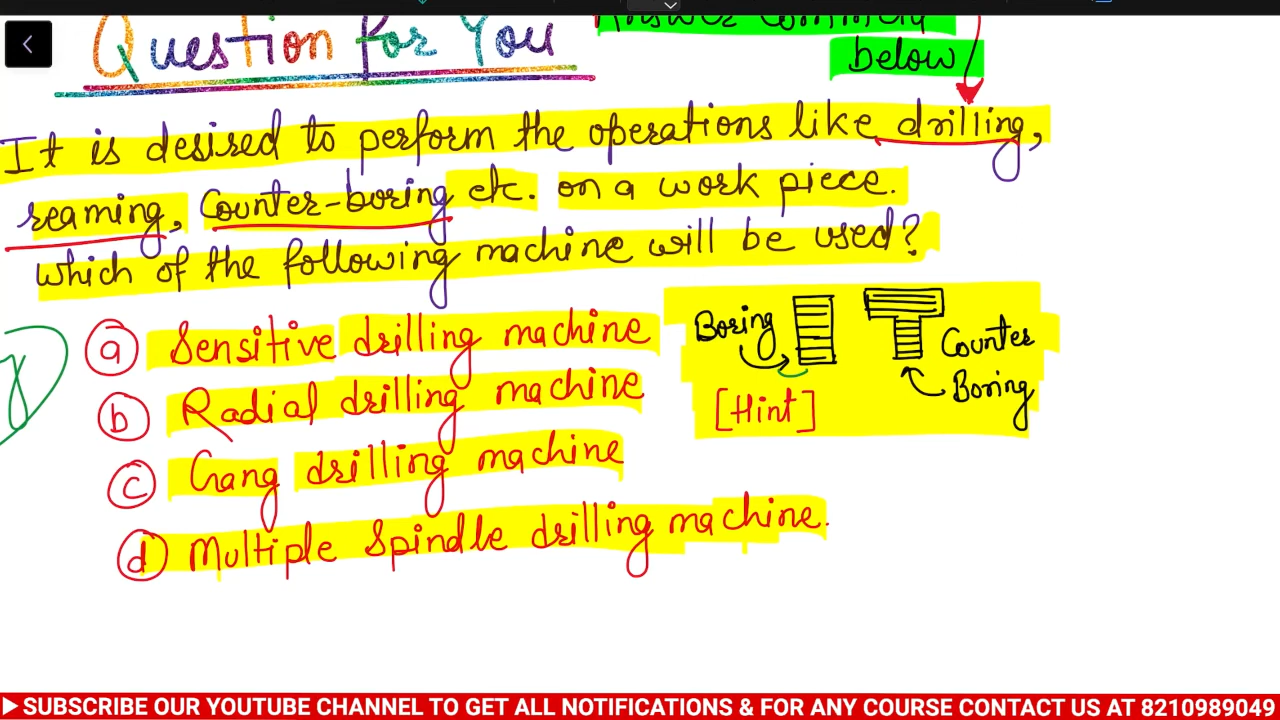 Question for You
Answer Comment
below
It is desired to perform the operations like drilling,
reaming, Counter-boring etc. on a work piece.
which of the following machine will be used?
(a) Sensitive drilling machine
(b) Radial drilling machine
(c) Gang drilling machine
(d) Multiple Spindle drilling machine.
Boring
Counter
Boring
[Hint]
▶ SUBSCRIBE OUR YOUTUBE CHANNEL TO GET ALL NOTIFICATIONS & FOR ANY COURSE CONTACT US AT 8210989049